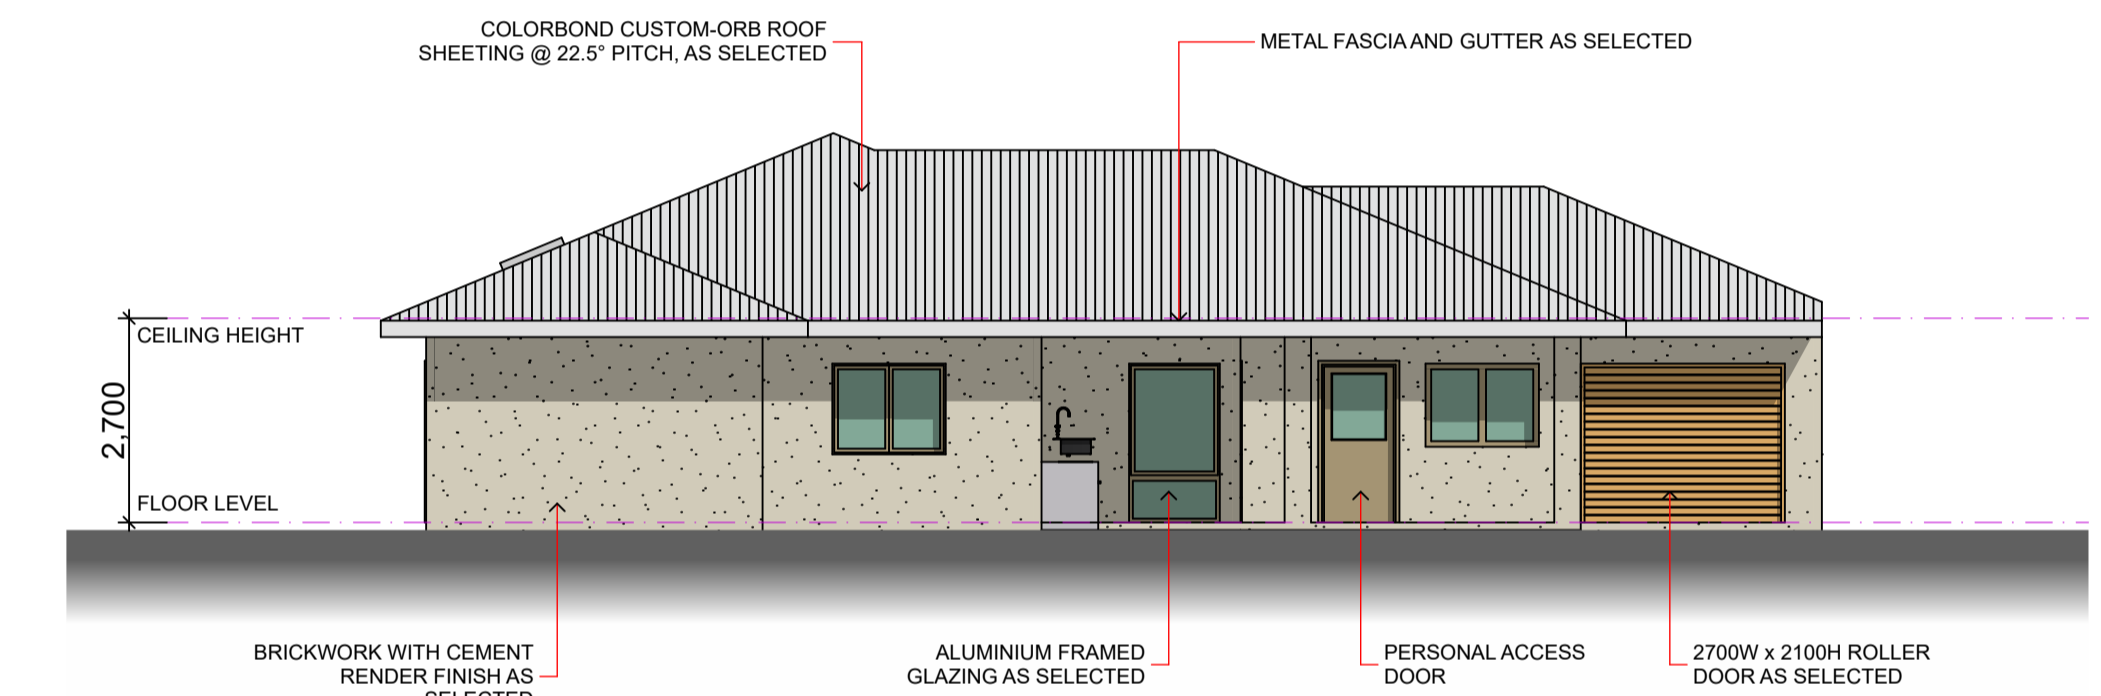 COLORBOND CUSTOM-ORB ROOF
SHEETING @ 22.5° PITCH, AS SELECTED
METAL FASCIA AND GUTTER AS SELECTED
CEILING HEIGHT
2,700
FLOOR LEVEL
BRICKWORK WITH CEMENT
RENDER FINISH AS
SELECTED
ALUMINIUM FRAMED
GLAZING AS SELECTED
PERSONAL ACCESS
DOOR
2700W x 2100H ROLLER
DOOR AS SELECTED